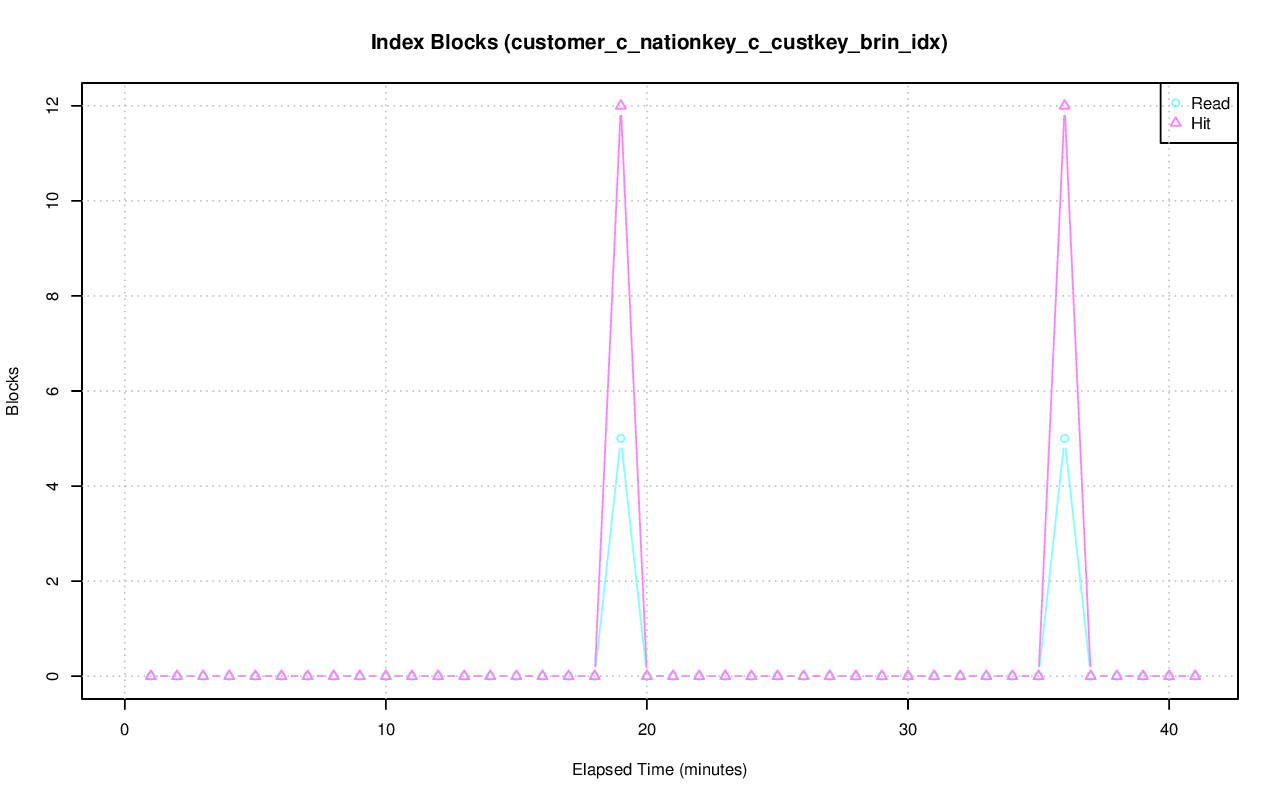 Index Blocks (customer_c_nationkey_c_custkey_brin_idx)
Read
Hit
12
10
8
6
4
2
0
Blocks
0 10 20 30 40
Elapsed Time (minutes)